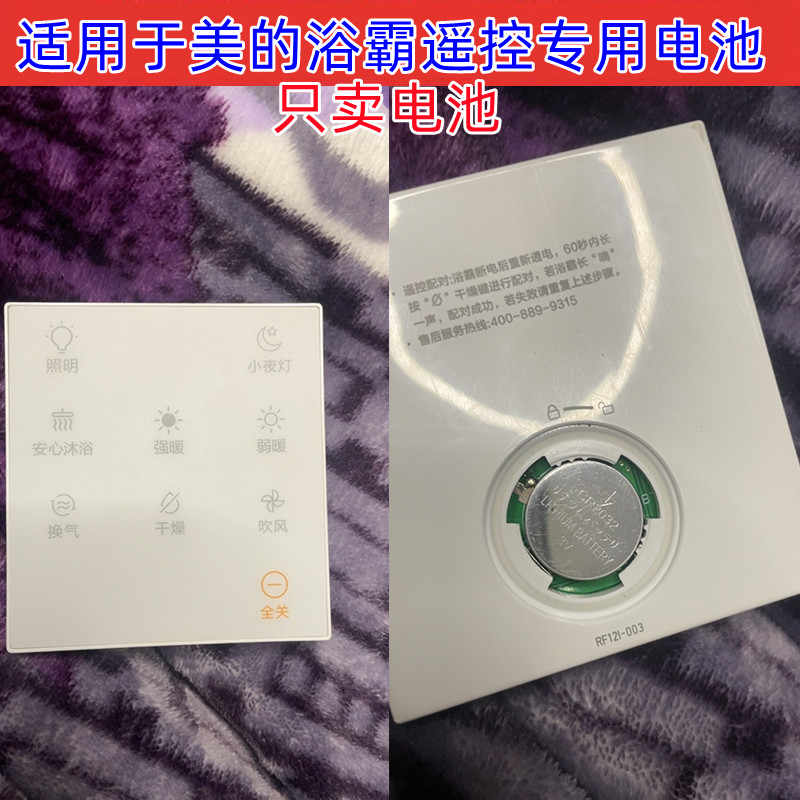 适用于美的浴霸遥控专用电池
只卖电池
照明
小夜灯
安心沐浴
强暖
弱暖
换气
干燥
吹风
全关
遥控配对:浴霸断电后重新通电，60秒内长
按“ ”干燥键进行配对，若浴霸长“嘀”
一声，配对成功，若失败请重复上述步骤。
售后服务热线:400-889-9315
CR2032
LITHIUM BATTERY
3V
RF12I-003